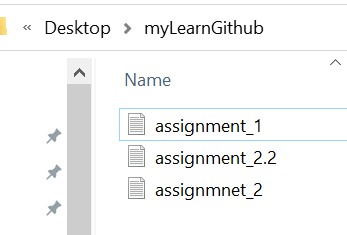 « Desktop > myLearnGithub
Name
assignment_1
assignment_2.2
assignmnet_2